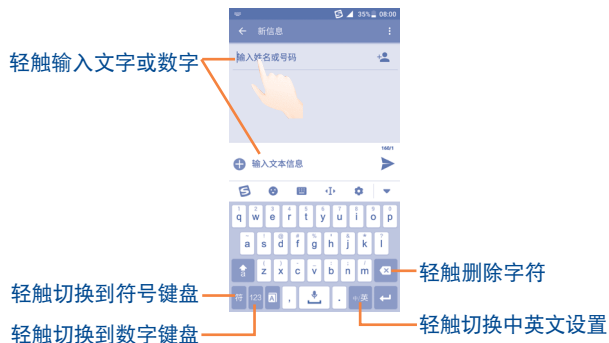 35% 08:00
新信息
轻触输入文字或数字
输入姓名或号码
160/1
输入文本信息
q w e r t y u i o p
a s d f g h j k l
z x c v b n m
轻触删除字符
轻触切换到符号键盘
符 123 , . 中/英
轻触切换到数字键盘
轻触切换中英文设置